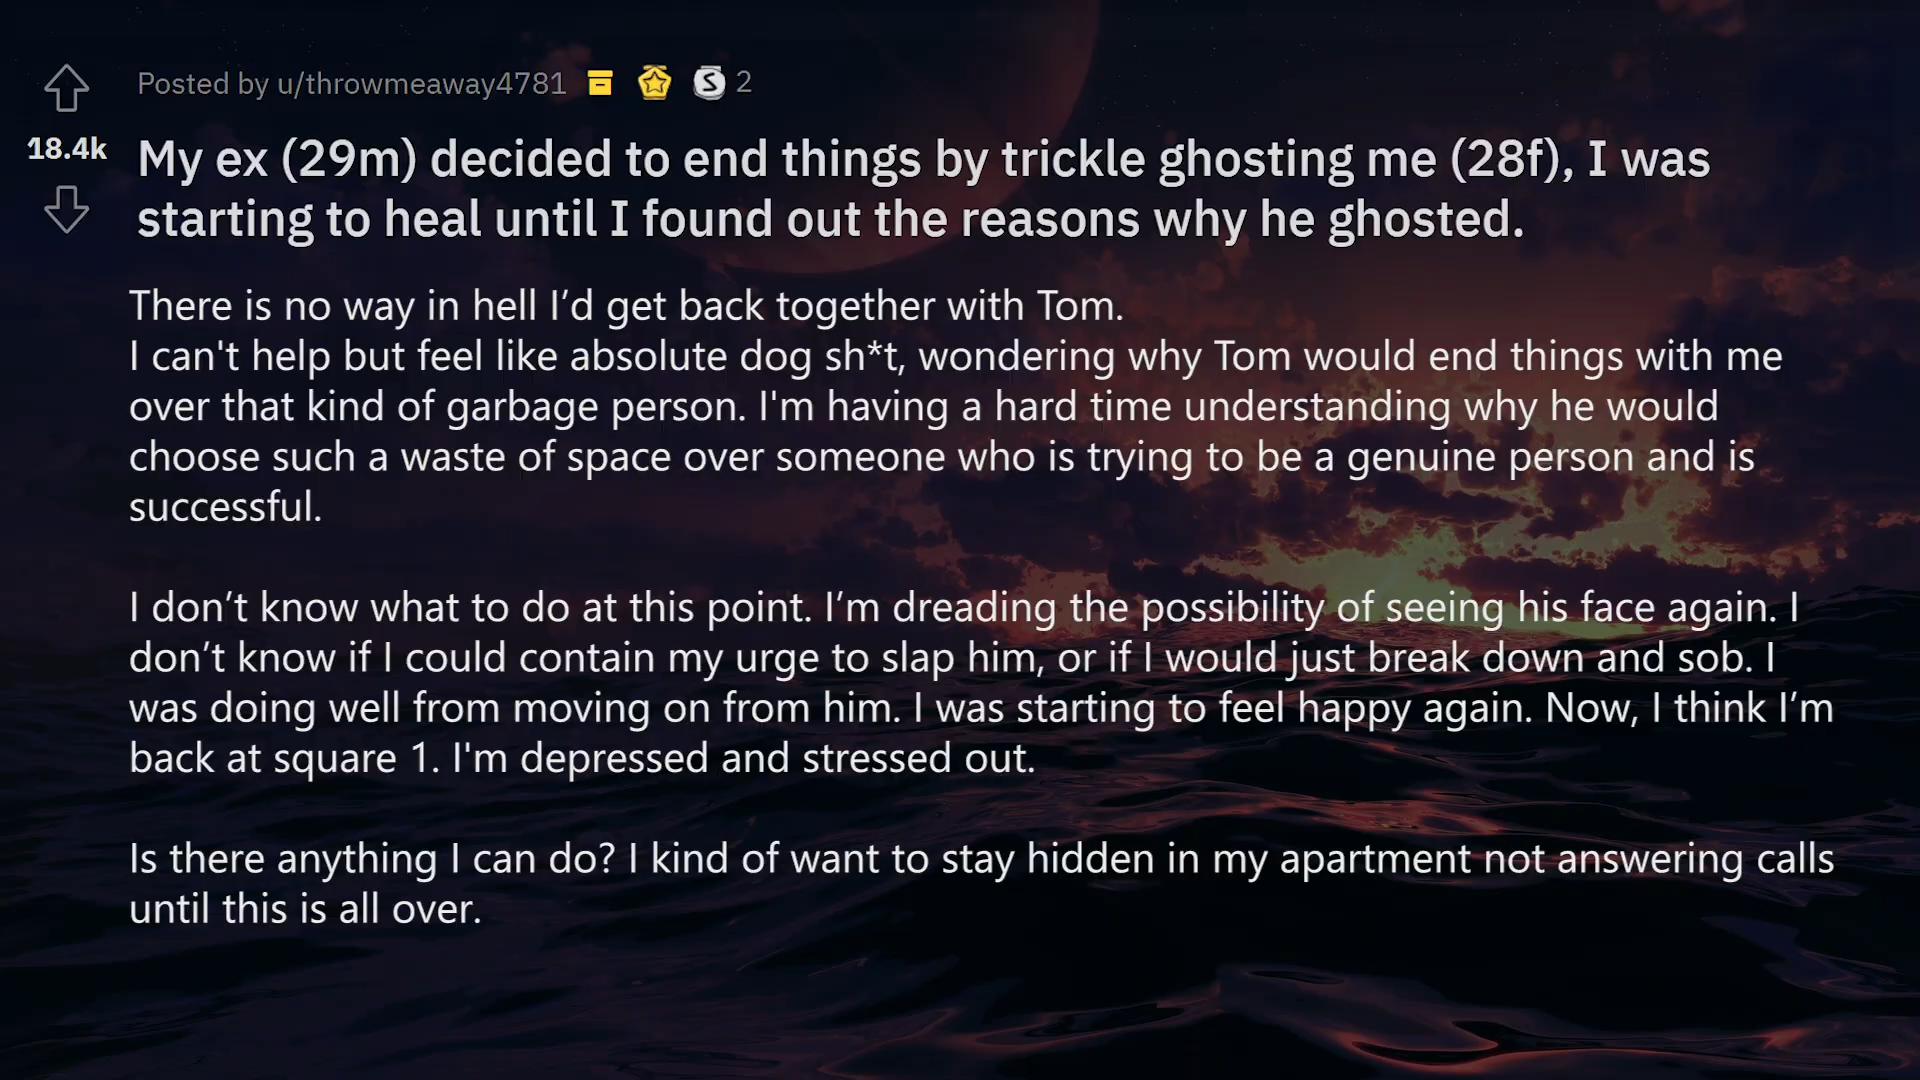 Posted by u/throwmeaway4781 2
18.4k
My ex (29m) decided to end things by trickle ghosting me (28f), I was
starting to heal until I found out the reasons why he ghosted.
There is no way in hell I’d get back together with Tom.
I can't help but feel like absolute dog sh*t, wondering why Tom would end things with me
over that kind of garbage person. I'm having a hard time understanding why he would
choose such a waste of space over someone who is trying to be a genuine person and is
successful.
I don’t know what to do at this point. I’m dreading the possibility of seeing his face again. I
don’t know if I could contain my urge to slap him, or if I would just break down and sob. I
was doing well from moving on from him. I was starting to feel happy again. Now, I think I’m
back at square 1. I'm depressed and stressed out.
Is there anything I can do? I kind of want to stay hidden in my apartment not answering calls
until this is all over.